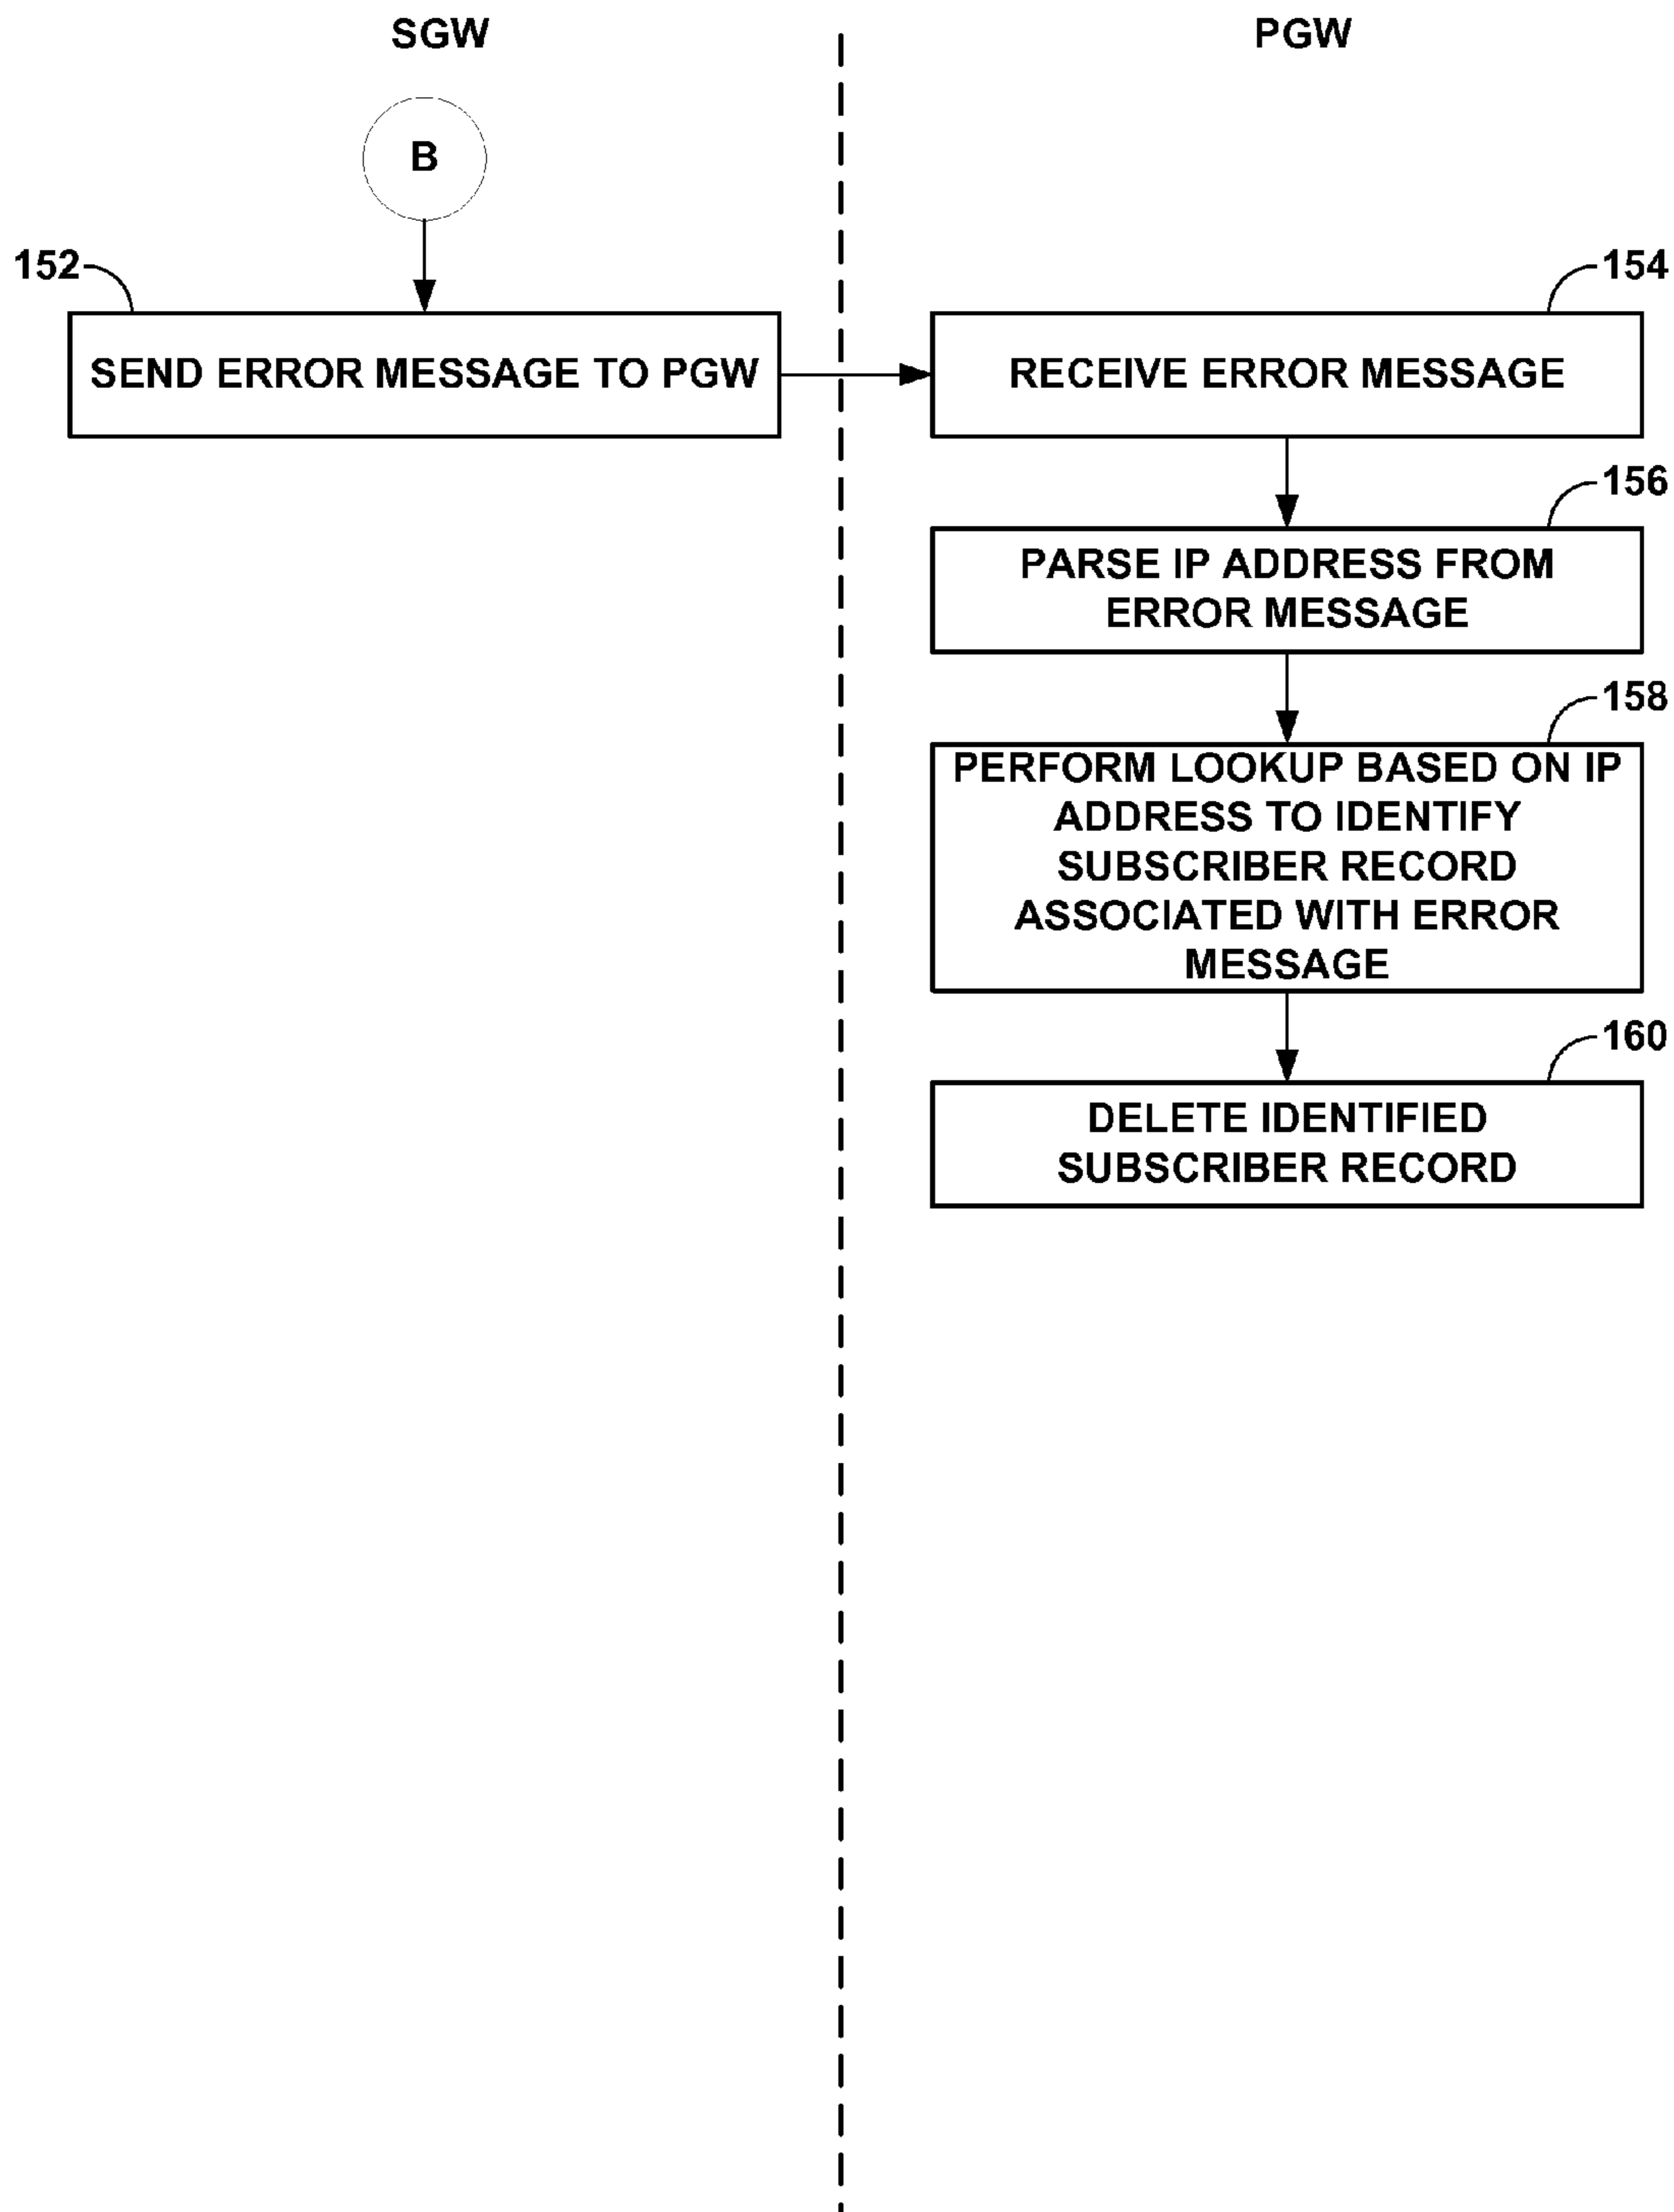 SGW
PGW
B
152
154
SEND ERROR MESSAGE TO PGW
RECEIVE ERROR MESSAGE
156
PARSE IP ADDRESS FROM
ERROR MESSAGE
158
PERFORM LOOKUP BASED ON IP
ADDRESS TO IDENTIFY
SUBSCRIBER RECORD
ASSOCIATED WITH ERROR
MESSAGE
160
DELETE IDENTIFIED
SUBSCRIBER RECORD